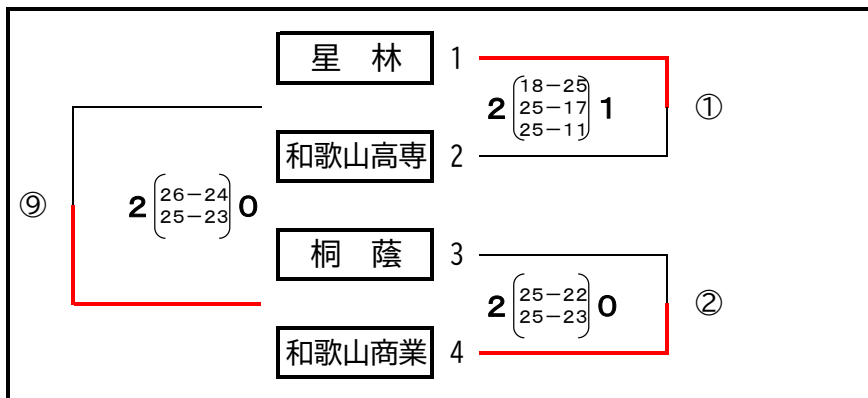 星 林 1
2 18-25 25-17 25-11 1 ①
和歌山高専 2
⑨ 2 26-24 25-23 0
桐 蔭 3
2 25-22 25-23 0 ②
和歌山商業 4